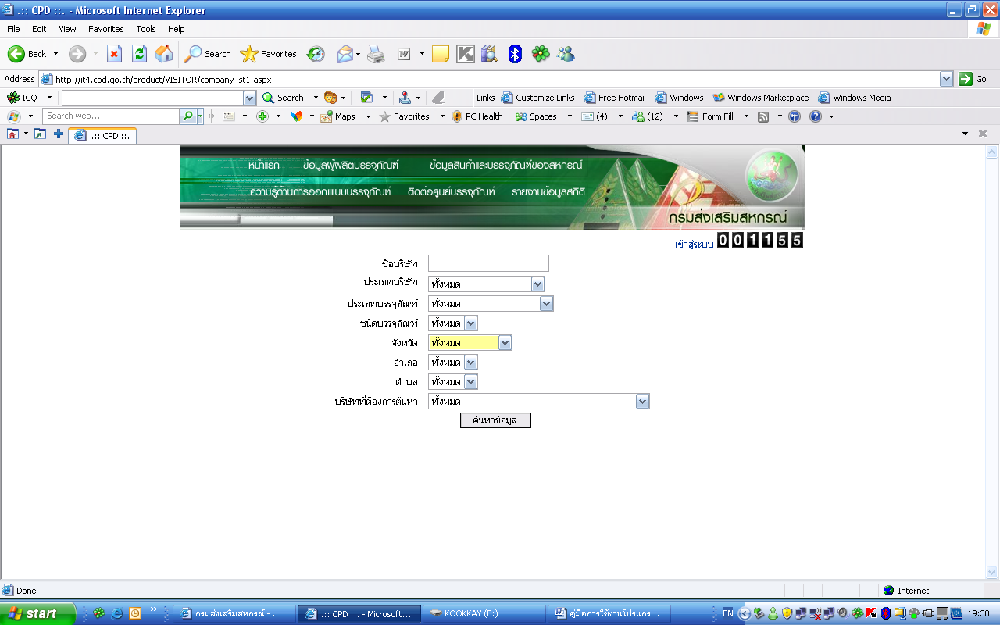 .:: CPD ::. - Microsoft Internet Explorer
File Edit View Favorites Tools Help
Back Search Favorites
Address http://it4.cpd.go.th/product/VISITOR/company_st1.aspx Go
ICQ Search Links Customize Links Free Hotmail Windows Windows Marketplace Windows Media
Search web... Maps Favorites PC Health Spaces (4) (12) Form Fill
.:: CPD ::.
หน้าแรก ข้อมูลผู้ผลิตบรรจุภัณฑ์ ข้อมูลสินค้าและบรรจุภัณฑ์ของสหกรณ์
ความรู้ด้านการออกแแบบบรรจุภัณฑ์ ติดต่อศูนย์บรรจุภัณฑ์ รายงานข้อมูลสถิติ
กรมส่งเสริมสหกรณ์
เข้าสู่ระบบ 001155
ชื่อบริษัท :
ประเภทบริษัท : ทั้งหมด
ประเภทบรรจุภัณฑ์ : ทั้งหมด
ชนิดบรรจุภัณฑ์ : ทั้งหมด
จังหวัด : ทั้งหมด
อำเภอ : ทั้งหมด
ตำบล : ทั้งหมด
บริษัทที่ต้องการค้นหา : ทั้งหมด
ค้นหาข้อมูล
Done Internet
start กรมส่งเสริมสหกรณ์ - ... .:: CPD ::. - Microsoft... KOOKKAY (F:) คู่มือการใช้งานโปรแกร... EN 19:38